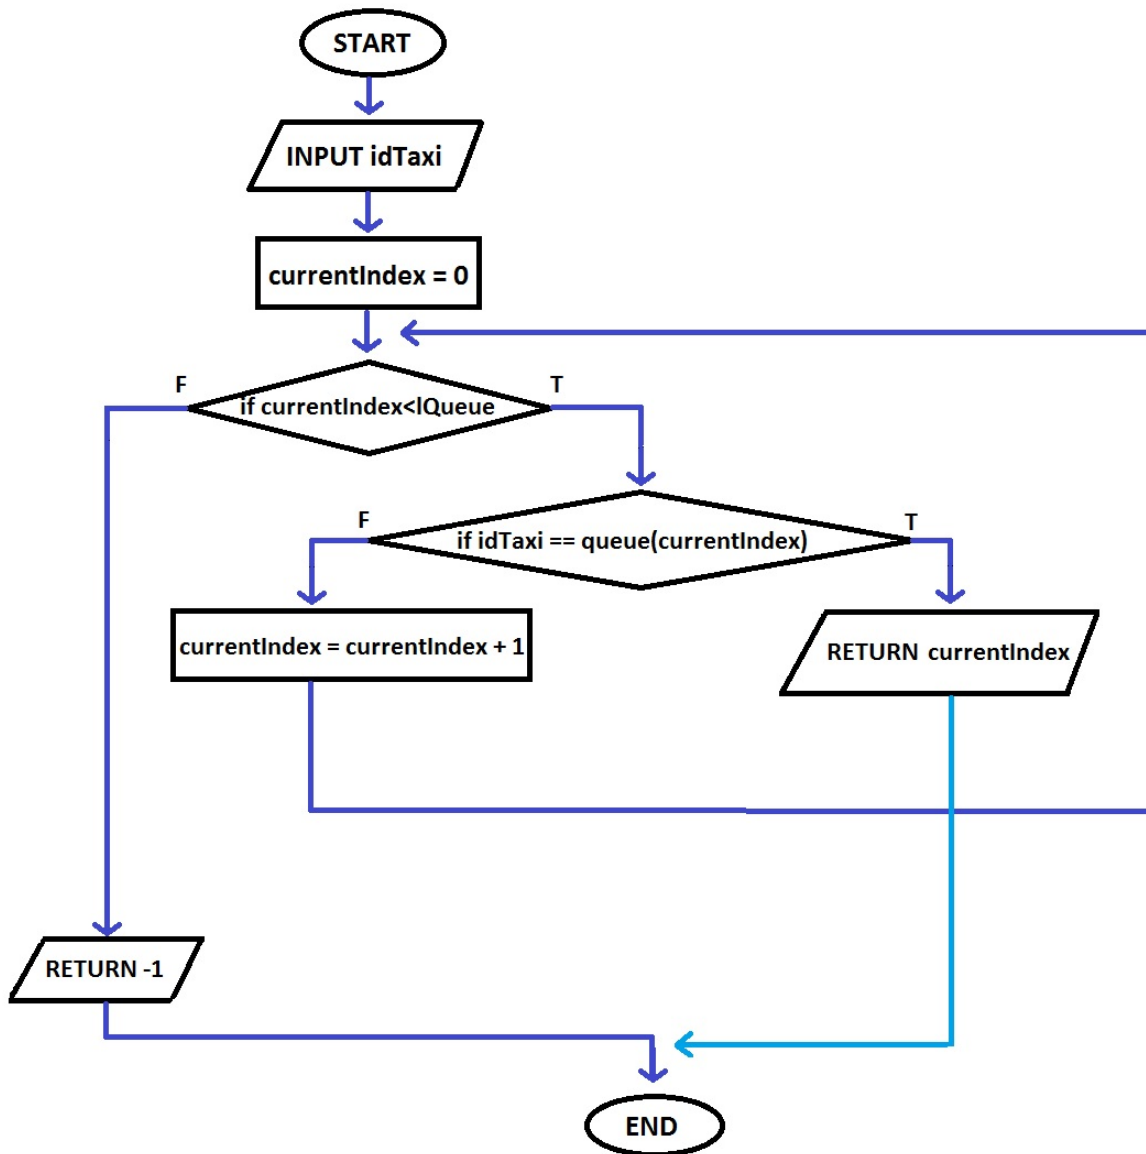 START
INPUT idTaxi
currentIndex = 0
F
T
if currentIndex<lQueue
F
T
if idTaxi == queue(currentIndex)
currentIndex = currentIndex + 1
RETURN currentIndex
RETURN -1
END